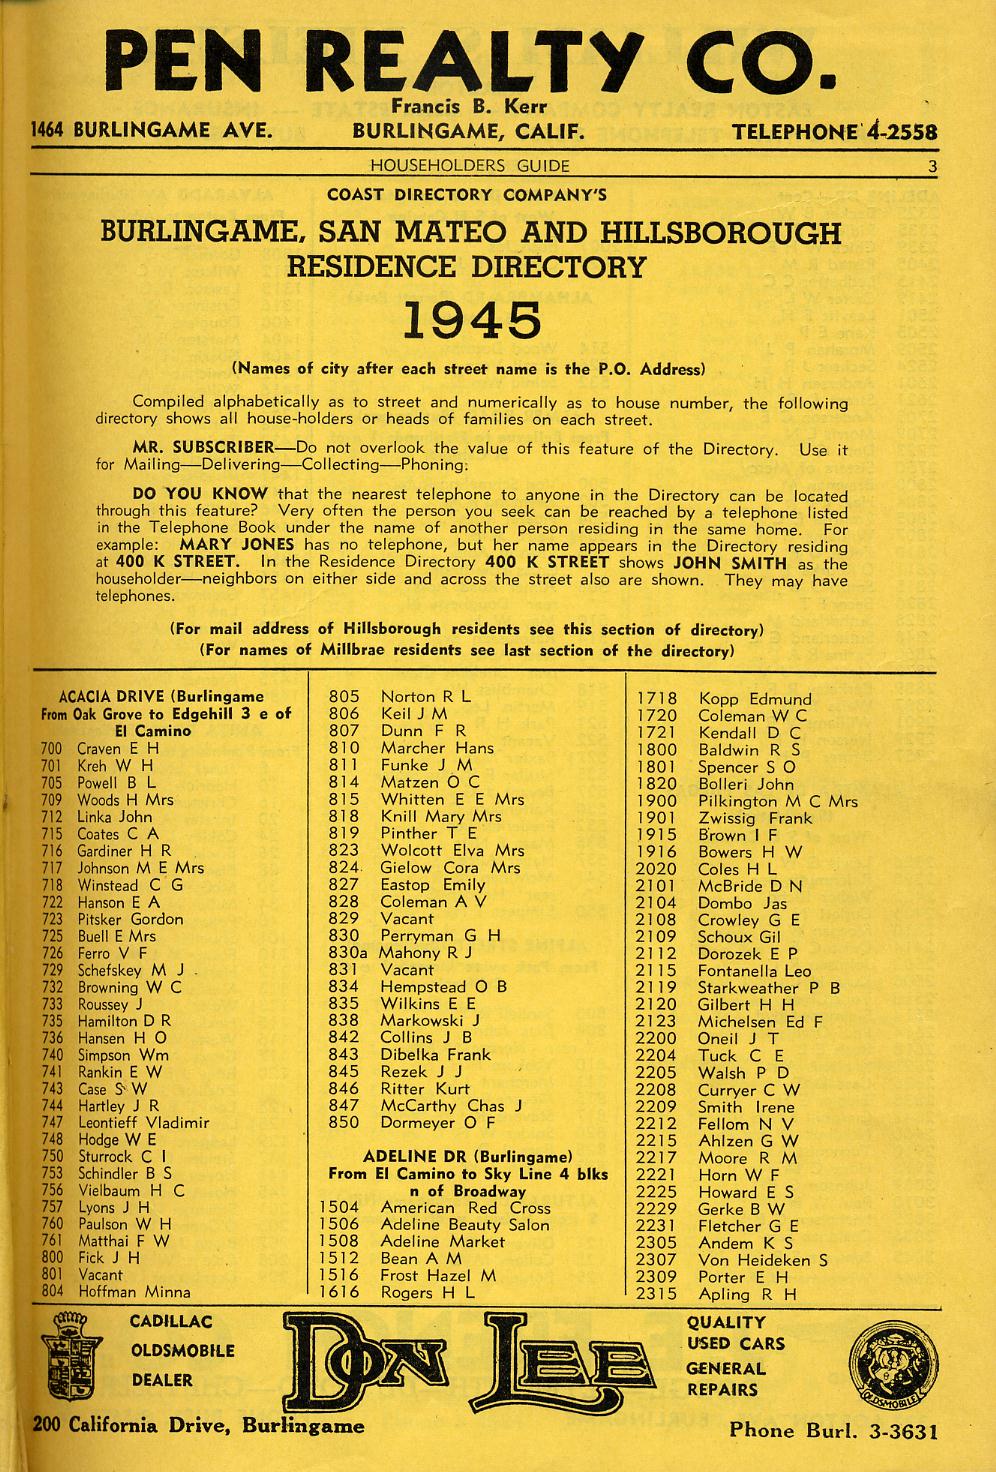 PEN REALTY CO.
Francis B. Kerr
1464 BURLINGAME AVE. BURLINGAME, CALIF. TELEPHONE 4-2558
HOUSEHOLDERS GUIDE 3
COAST DIRECTORY COMPANY'S
BURLINGAME, SAN MATEO AND HILLSBOROUGH
RESIDENCE DIRECTORY
1945
(Names of city after each street name is the P.O. Address)
Compiled alphabetically as to street and numerically as to house number, the following
directory shows all house-holders or heads of families on each street.
MR. SUBSCRIBER—Do not overlook the value of this feature of the Directory. Use it
for Mailing—Delivering—Collecting—Phoning.
DO YOU KNOW that the nearest telephone to anyone in the Directory can be located
through this feature? Very often the person you seek can be reached by a telephone listed
in the Telephone Book under the name of another person residing in the same home. For
example: MARY JONES has no telephone, but her name appears in the Directory residing
at 400 K STREET. In the Residence Directory 400 K STREET shows JOHN SMITH as the
householder—neighbors on either side and across the street also are shown. They may have
telephones.
(For mail address of Hillsborough residents see this section of directory)
(For names of Millbrae residents see last section of the directory)
ACACIA DRIVE (Burlingame
From Oak Grove to Edgehill 3 e of
El Camino
700 Craven E H
701 Kreh W H
705 Powell B L
709 Woods H Mrs
712 Linka John
715 Coates C A
716 Gardiner H R
717 Johnson M E Mrs
718 Winstead C G
722 Hanson E A
723 Pitsker Gordon
725 Buell E Mrs
726 Ferro V F
729 Schefskey M J
732 Browning W C
733 Roussey J
735 Hamilton D R
736 Hansen H O
740 Simpson Wm
741 Rankin E W
743 Case S W
744 Hartley J R
747 Leontieff Vladimir
748 Hodge W E
750 Sturrock C I
753 Schindler B S
756 Vielbaum H C
757 Lyons J H
760 Paulson W H
761 Matthai F W
800 Fick J H
801 Vacant
804 Hoffman Minna
805 Norton R L
806 Keil J M
807 Dunn F R
810 Marcher Hans
811 Funke J M
814 Matzen O C
815 Whitten E E Mrs
818 Knill Mary Mrs
819 Pinther T E
823 Wolcott Elva Mrs
824 Gielow Cora Mrs
827 Eastop Emily
828 Coleman A V
829 Vacant
830 Perryman G H
830a Mahony R J
831 Vacant
834 Hempstead O B
835 Wilkins E E
838 Markowski J
842 Collins J B
843 Dibelka Frank
845 Rezek J J
846 Ritter Kurt
847 McCarthy Chas J
850 Dormeyer O F
ADELINE DR (Burlingame)
From El Camino to Sky Line 4 blks
n of Broadway
1504 American Red Cross
1506 Adeline Beauty Salon
1508 Adeline Market
1512 Bean A M
1516 Frost Hazel M
1616 Rogers H L
1718 Kopp Edmund
1720 Coleman W C
1721 Kendall D C
1800 Baldwin R S
1801 Spencer S O
1820 Bolleri John
1900 Pilkington M C Mrs
1901 Zwissig Frank
1915 Brown I F
1916 Bowers H W
2020 Coles H L
2101 McBride D N
2104 Dombo Jas
2108 Crowley G E
2109 Schoux Gil
2112 Dorozek E P
2115 Fontanella Leo
2119 Starkweather P B
2120 Gilbert H H
2123 Michelsen Ed F
2200 Oneil J T
2204 Tuck C E
2205 Walsh P D
2208 Curryer C W
2209 Smith Irene
2212 Fellom N V
2215 Ahlzen G W
2217 Moore R M
2221 Horn W F
2225 Howard E S
2229 Gerke B W
2231 Fletcher G E
2305 Andem K S
2307 Von Heideken S
2309 Porter E H
2315 Apling R H
CADILLAC
OLDSMOBILE
DEALER
DON LEE
QUALITY
USED CARS
GENERAL
REPAIRS
OLDSMOBILE
200 California Drive, Burlingame
Phone Burl. 3-3631